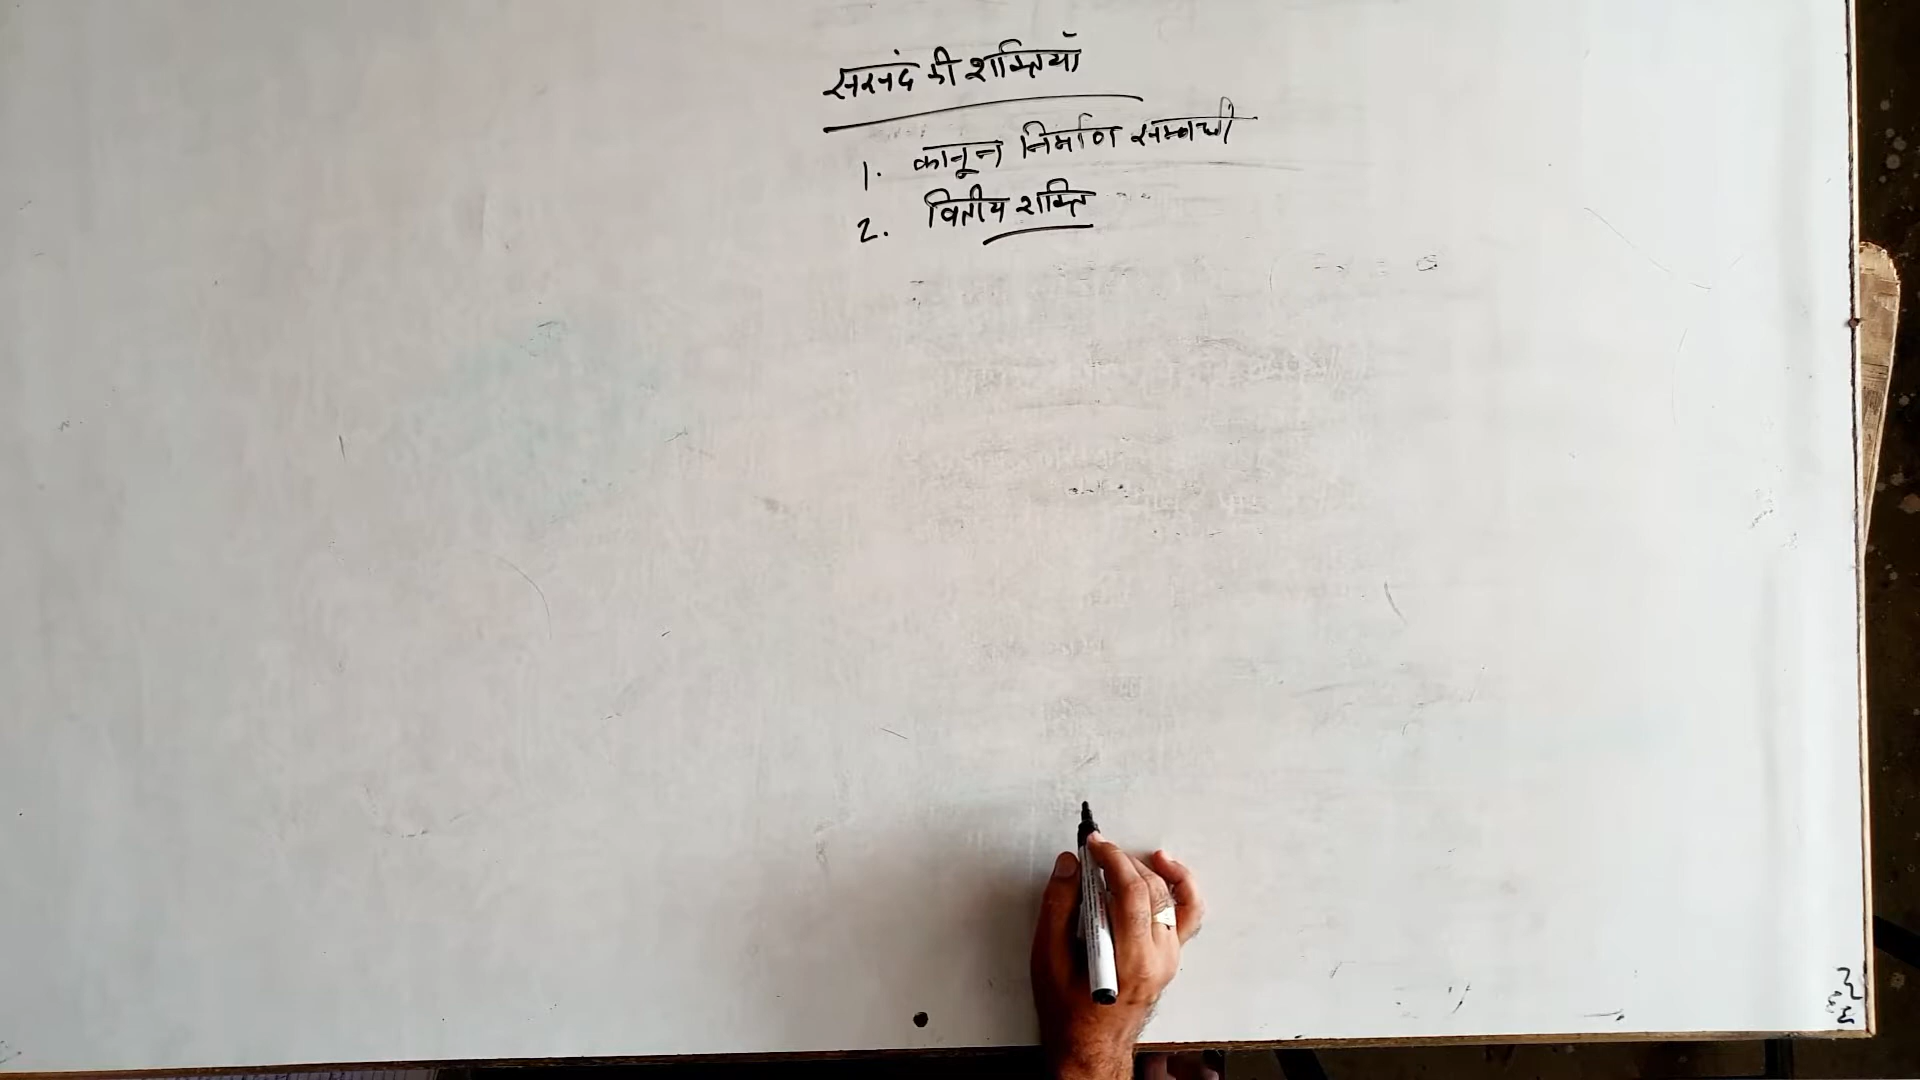 संसद की शक्तियाँ
1. कानून निर्माण सम्बन्धी
2. वित्तीय शक्ति